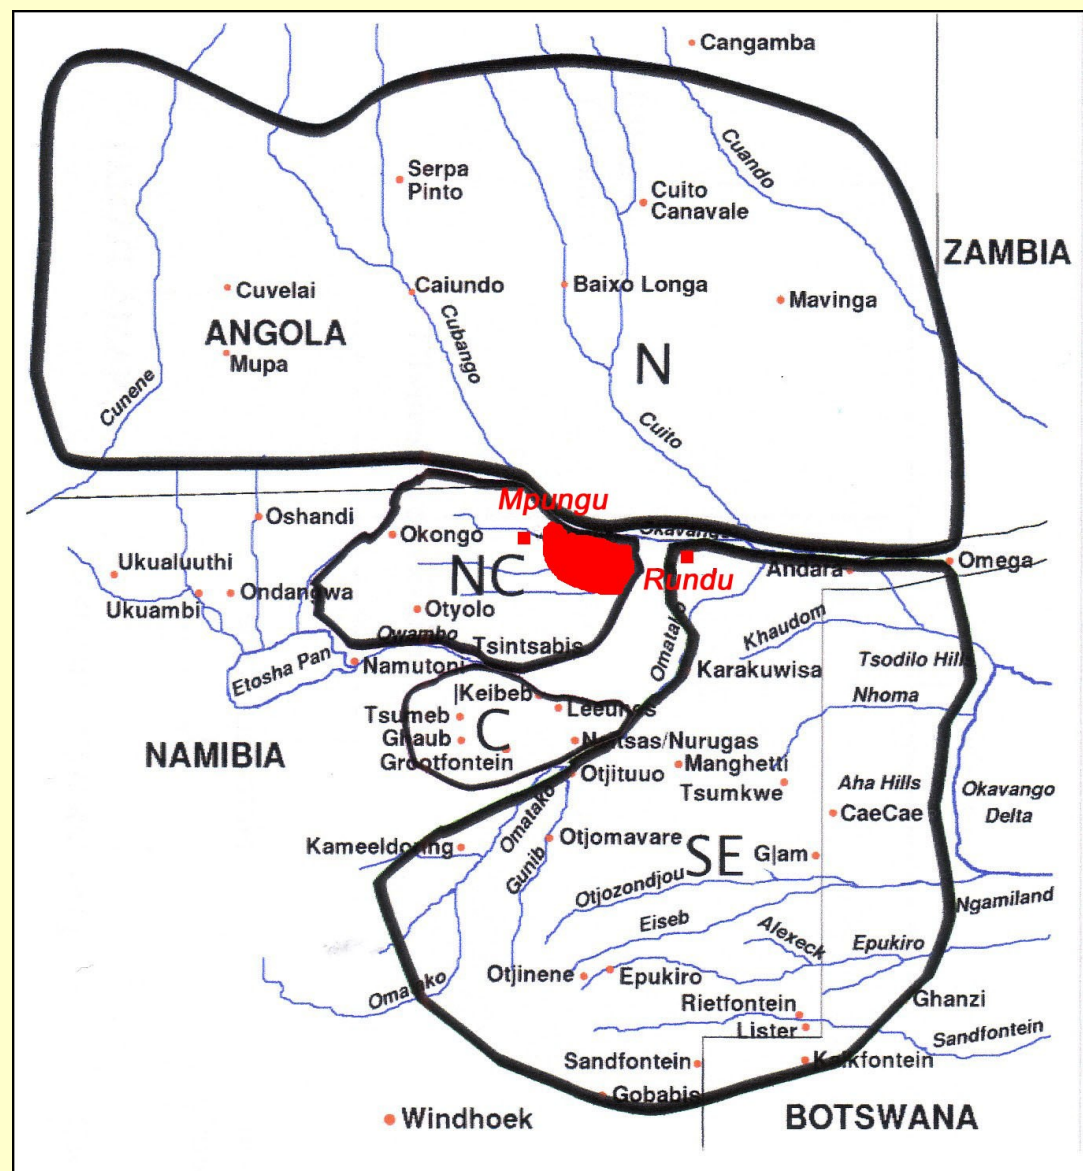 Cangamba
Cuando
Serpa
Pinto
Cuito
Canavale
ZAMBIA
Cuvelai
Caiundo
Baixo Longa
Mavinga
ANGOLA
Mupa
Cubango
N
Cunene
Cuito
Mpungu
Oshandi
Okongo
Okavango
Ukualuuthi
NC
Rundu
Andara
Omega
Ukuambi
Ondangwa
Otyolo
Omatako
Khaudom
Owambo
Tsintsabis
Etosha Pan
Namutoni
Karakuwisa
Tsodilo Hills
|Keibeb
Nhoma
Tsumeb
Leeunes
C
Ghaub
Neitsas/Nurugas
NAMIBIA
Grootfontein
Otjituuo
Manghetti
Tsumkwe
Aha Hills
Okavango
Delta
Omatako
CaeCae
Kameeldoring
Gunib
Otjomavare
SE
G|am
Otjozondjou
Ngamiland
Eiseb
Alexeck
Epukiro
Otjinene
Epukiro
Omatako
Rietfontein
Ghanzi
Lister
Sandfontein
Sandfontein
Kalkfontein
Gobabis
Windhoek
BOTSWANA